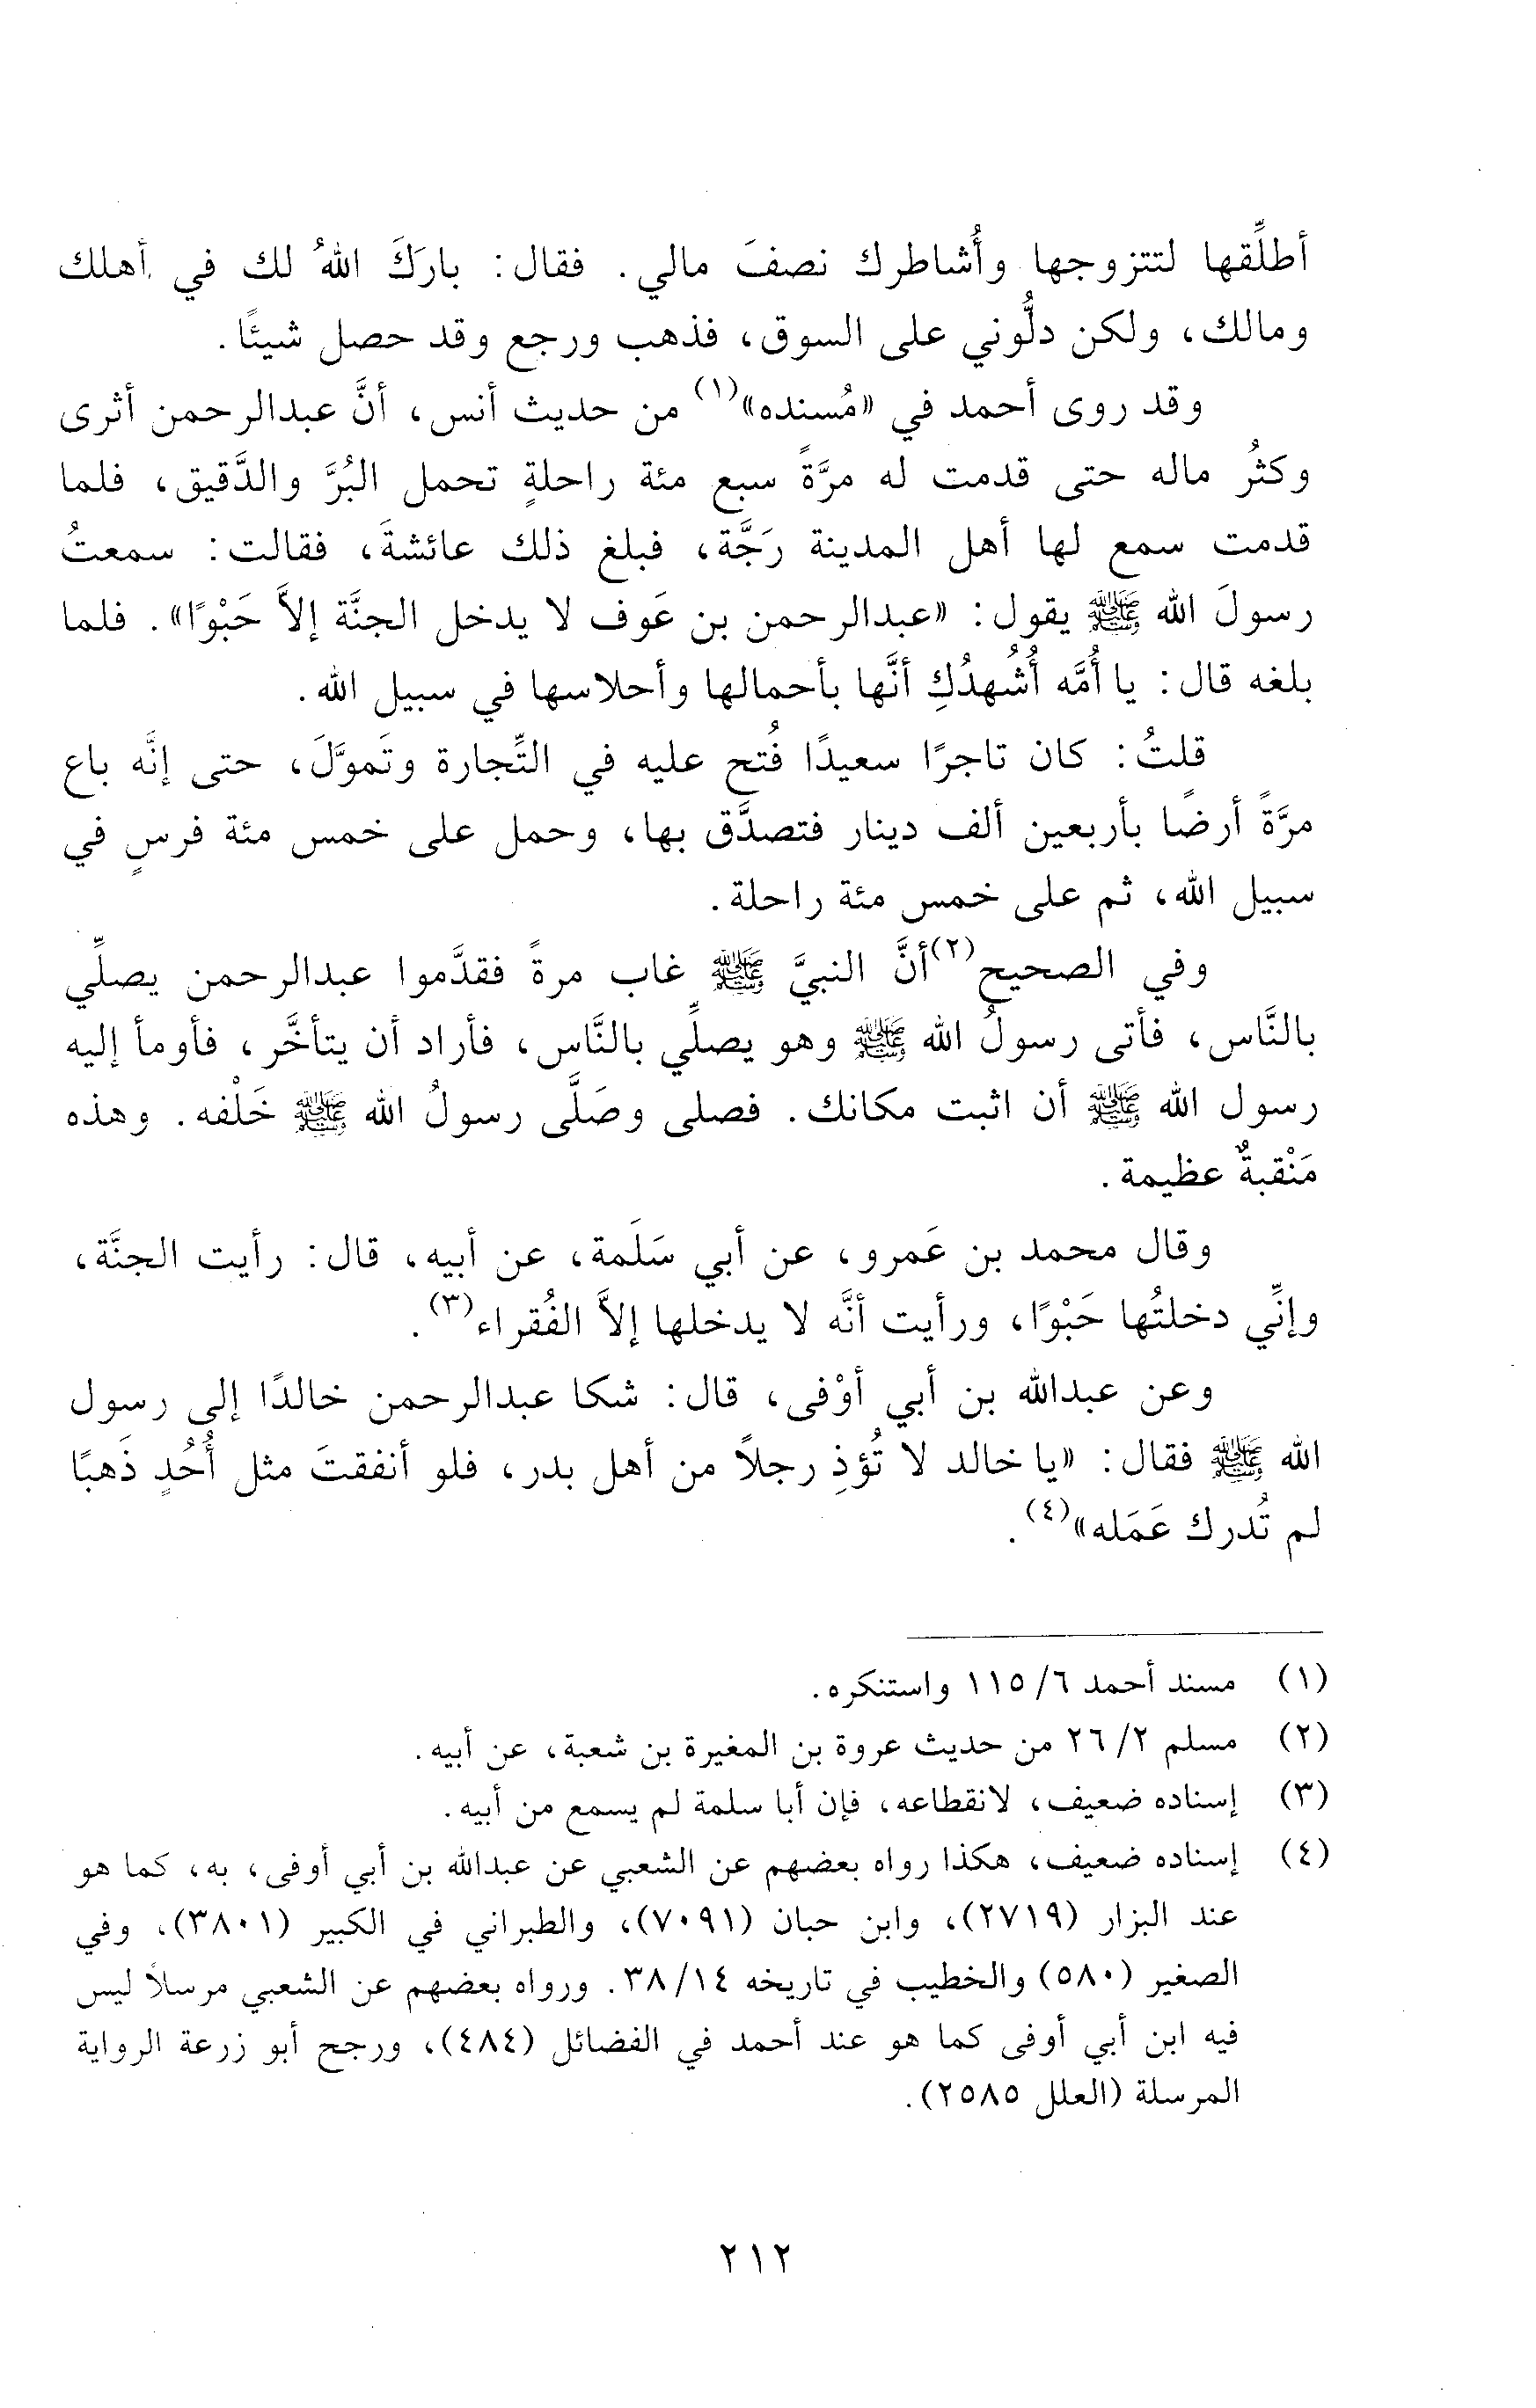 أطلِّقها لتتزوجها وأُشاطرك نصفَ مالي. فقال: بارَكَ اللهُ لك في أهلك
ومالك، ولكن دلُّوني على السوق، فذهب ورجع وقد حصل شيئًا.
وقد روى أحمد في «مُسنده»(١) من حديث أنس، أنَّ عبدالرحمن أثرى
وكثُر ماله حتى قدمت له مرَّةً سبع مئة راحلةٍ تحمل البُرَّ والدَّقيق، فلما
قدمت سمع لها أهل المدينة رَجَّة، فبلغ ذلك عائشةَ، فقالت: سمعتُ
رسولَ الله ﷺ يقول: «عبدالرحمن بن عَوف لا يدخل الجنَّة إلاَّ حَبْوًا». فلما
بلغه قال: يا أُمَّه أُشْهِدُكِ أنَّها بأحمالها وأحلاسها في سبيل الله.
قلتُ: كان تاجرًا سعيدًا فُتح عليه في التِّجارة وتَموَّلَ، حتى إنَّه باع
مرَّةً أرضًا بأربعين ألف دينار فتصدَّق بها، وحمل على خمس مئة فرسٍ في
سبيل الله، ثم على خمس مئة راحلة.
وفي الصحيح(٢) أنَّ النبيَّ ﷺ غاب مرةً فقدَّموا عبدالرحمن يصلِّي
بالنَّاس، فأتى رسولُ الله ﷺ وهو يصلِّي بالنَّاس، فأراد أن يتأخَّر، فأومأ إليه
رسول الله ﷺ أن اثبت مكانك. فصلى وصَلَّى رسولُ الله ﷺ خَلْفه. وهذه
مَنْقبةٌ عظيمة.
وقال محمد بن عَمرو، عن أبي سَلَمة، عن أبيه، قال: رأيت الجنَّة،
وإنِّي دخلتُها حَبْوًا، ورأيت أنَّه لا يدخلها إلاَّ الفُقراء(٣).
وعن عبدالله بن أبي أوْفى، قال: شكا عبدالرحمن خالدًا إلى رسول
الله ﷺ فقال: «يا خالد لا تُؤذِ رجلاً من أهل بدر، فلو أنفقتَ مثل أُحُدٍ ذَهبًا
لم تُدرك عَمَله»(٤).
(١) مسند أحمد ٦/ ١١٥ واستنكره.
(٢) مسلم ٢/ ٢٦ من حديث عروة بن المغيرة بن شعبة، عن أبيه.
(٣) إسناده ضعيف، لانقطاعه، فإن أبا سلمة لم يسمع من أبيه.
(٤) إسناده ضعيف، هكذا رواه بعضهم عن الشعبي عن عبدالله بن أبي أوفى، به، كما هو
عند البزار (٢٧١٩)، وابن حبان (٧٠٩١)، والطبراني في الكبير (٣٨٠١)، وفي
الصغير (٥٨٠) والخطيب في تاريخه ١٤/ ٣٨. ورواه بعضهم عن الشعبي مرسلاً ليس
فيه ابن أبي أوفى كما هو عند أحمد في الفضائل (٤٨٤)، ورجح أبو زرعة الرواية
المرسلة (العلل ٢٥٨٥).
٢١٢